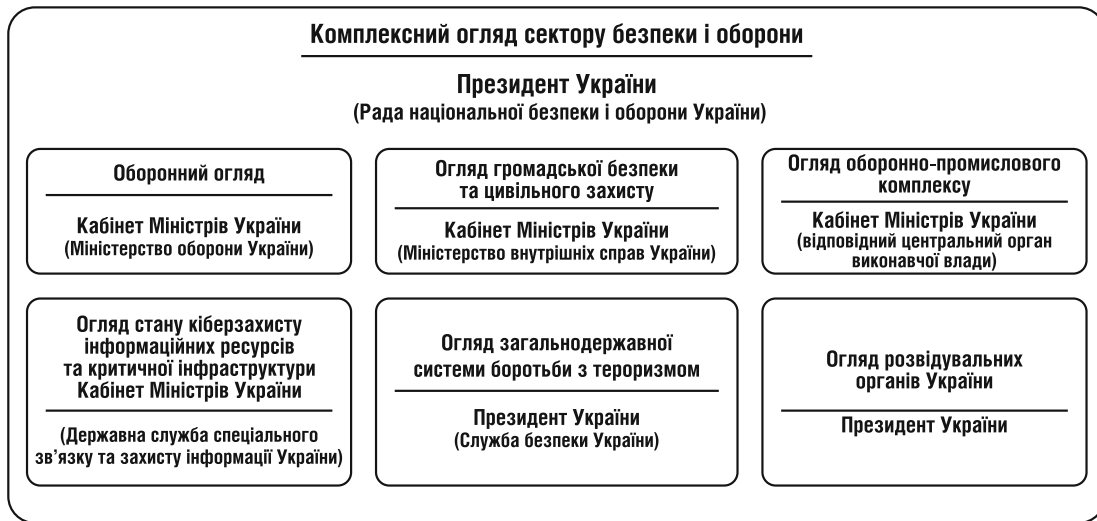 Комплексний огляд сектору безпеки і оборони
Президент України
(Рада національної безпеки і оборони України)
Оборонний огляд
Кабінет Міністрів України
(Міністерство оборони України)
Огляд громадської безпеки
та цивільного захисту
Кабінет Міністрів України
(Міністерство внутрішніх справ України)
Огляд оборонно-промислового
комплексу
Кабінет Міністрів України
(відповідний центральний орган
виконавчої влади)
Огляд стану кіберзахисту
інформаційних ресурсів
та критичної інфраструктури
Кабінет Міністрів України
(Державна служба спеціального
зв’язку та захисту інформації України)
Огляд загальнодержавної
системи боротьби з тероризмом
Президент України
(Служба безпеки України)
Огляд розвідувальних
органів України
Президент України